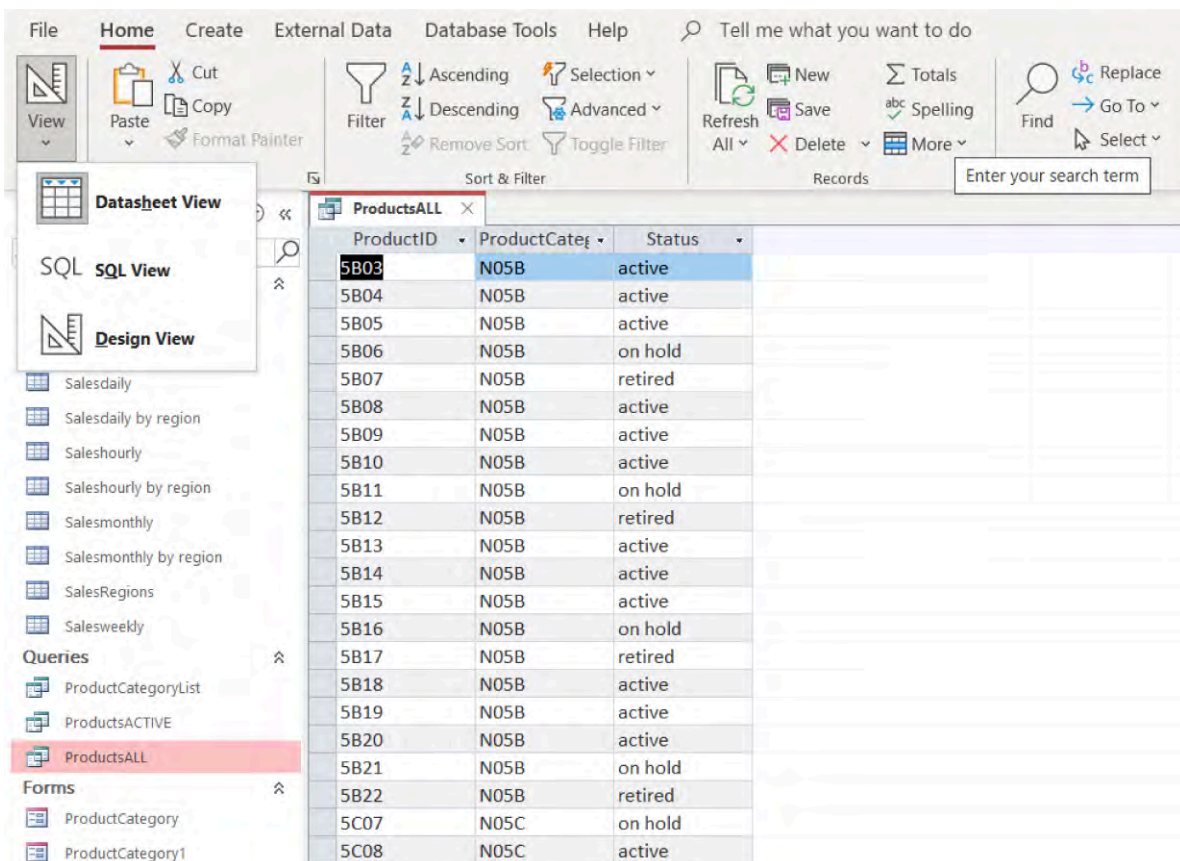 File Home Create External Data Database Tools Help Tell me what you want to do
View
Paste
Cut
Copy
Format Painter
Filter
Ascending
Descending
Remove Sort
Selection
Advanced
Toggle Filter
Sort & Filter
Refresh
All
New
Save
Delete
Totals
Spelling
More
Records
Find
Replace
Go To
Select
Enter your search term
Datasheet View
SQL SQL View
Design View
Salesdaily
Salesdaily by region
Saleshourly
Saleshourly by region
Salesmonthly
Salesmonthly by region
SalesRegions
Salesweekly
Queries
ProductCategoryList
ProductsACTIVE
ProductsALL
Forms
ProductCategory
ProductCategory1
ProductsALL
ProductID ProductCateg Status
5B03 N05B active
5B04 N05B active
5B05 N05B active
5B06 N05B on hold
5B07 N05B retired
5B08 N05B active
5B09 N05B active
5B10 N05B active
5B11 N05B on hold
5B12 N05B retired
5B13 N05B active
5B14 N05B active
5B15 N05B active
5B16 N05B on hold
5B17 N05B retired
5B18 N05B active
5B19 N05B active
5B20 N05B active
5B21 N05B on hold
5B22 N05B retired
5C07 N05C on hold
5C08 N05C active